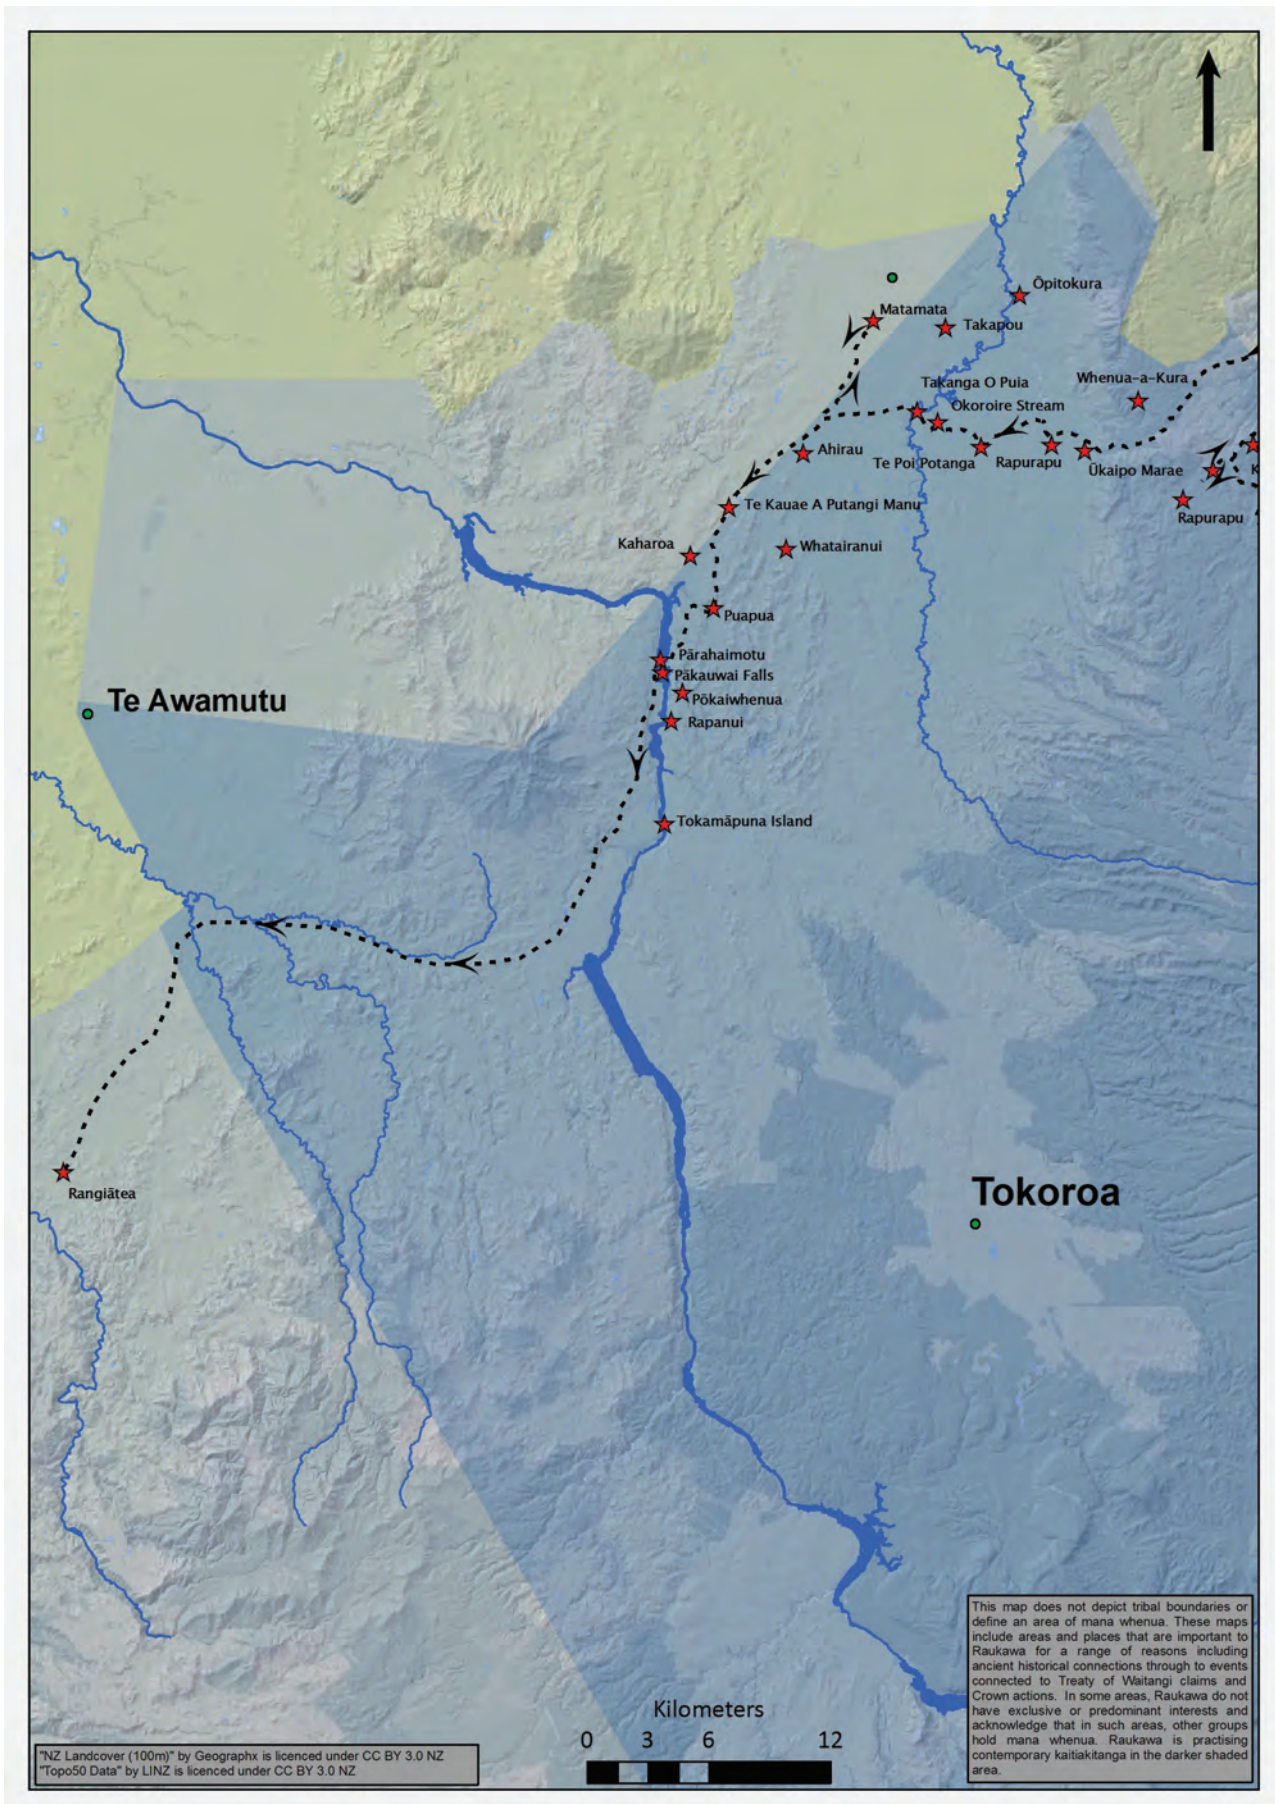 Ōpitokura
Matamata
Takapou
Whenua-a-Kura
Takanga O Puia
Okoroire Stream
Ahirau
Te Poi Potanga
Rapurapu
Ūkaipo Marae
K
Te Kauae A Putangi Manu
Rapurapu
Kaharoa
Whatairanui
Puapua
Pārahaimotu
Pākauwai Falls
Pōkaiwhenua
Te Awamutu
Rapanui
Tokamāpuna Island
Rangiātea
Tokoroa
This map does not depict tribal boundaries or
define an area of mana whenua. These maps
include areas and places that are important to
Raukawa for a range of reasons including
ancient historical connections through to events
connected to Treaty of Waitangi claims and
Crown actions. In some areas, Raukawa do not
have exclusive or predominant interests and
acknowledge that in such areas, other groups
hold mana whenua. Raukawa is practising
contemporary kaitiakitanga in the darker shaded
area.
Kilometers
0 3 6 12
"NZ Landcover (100m)" by Geographx is licenced under CC BY 3.0 NZ
"Topo50 Data" by LINZ is licenced under CC BY 3.0 NZ